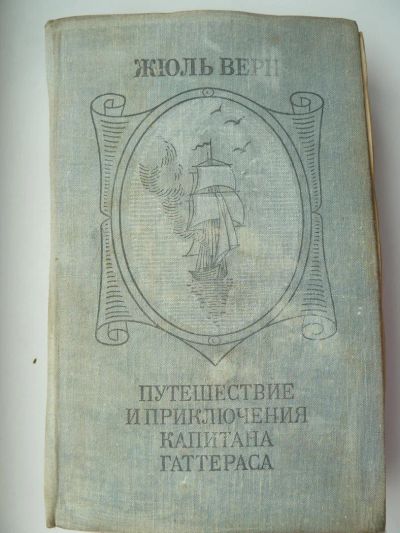 ЖЮЛЬ ВЕРН
ПУТЕШЕСТВИЕ
И ПРИКЛЮЧЕНИЯ
КАПИТАНА
ГАТТЕРАСА